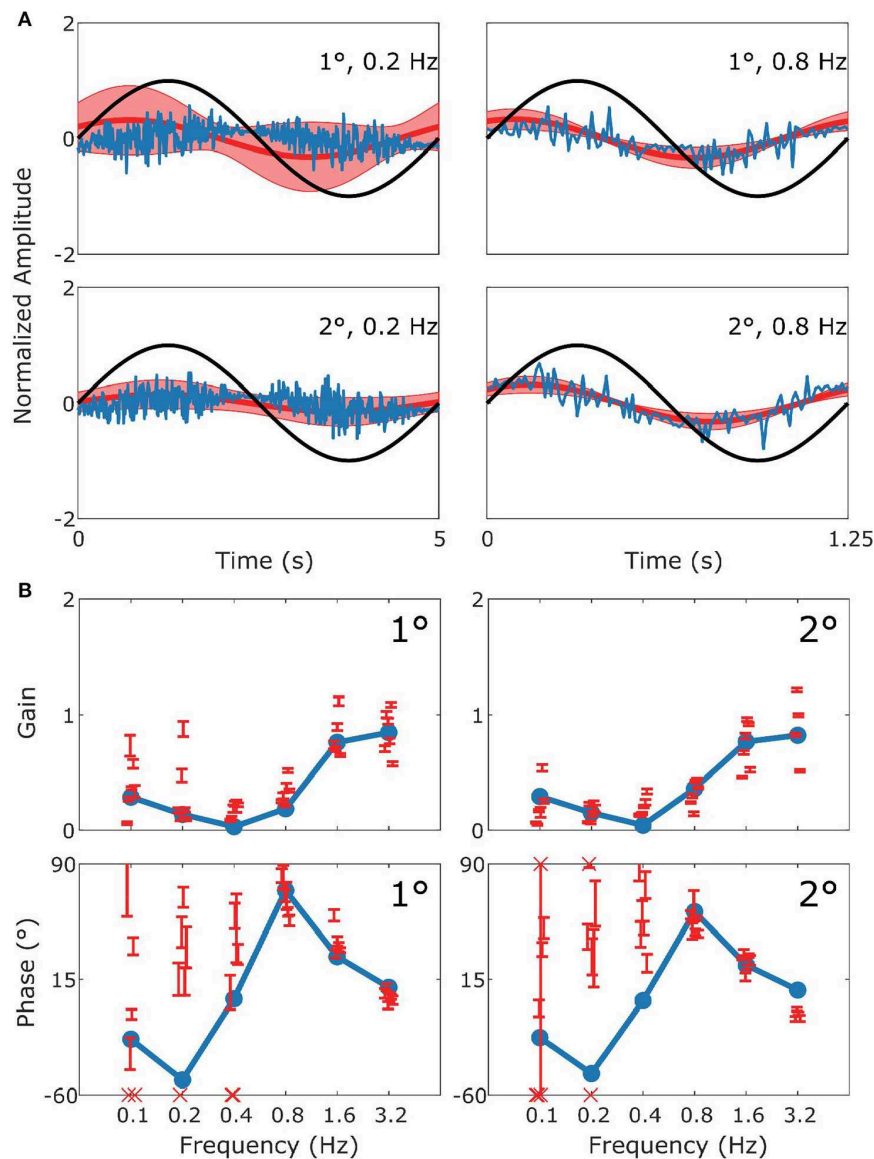 A
2
0
-2
1°, 0.2 Hz
1°, 0.8 Hz
Normalized Amplitude
2
0
-2
2°, 0.2 Hz
2°, 0.8 Hz
0
5
0
1.25
Time (s)
Time (s)
B
2
1
0
Gain
1°
2
1
0
2°
90
15
-60
Phase (°)
1°
90
15
-60
2°
0.1 0.2 0.4 0.8 1.6 3.2
0.1 0.2 0.4 0.8 1.6 3.2
Frequency (Hz)
Frequency (Hz)